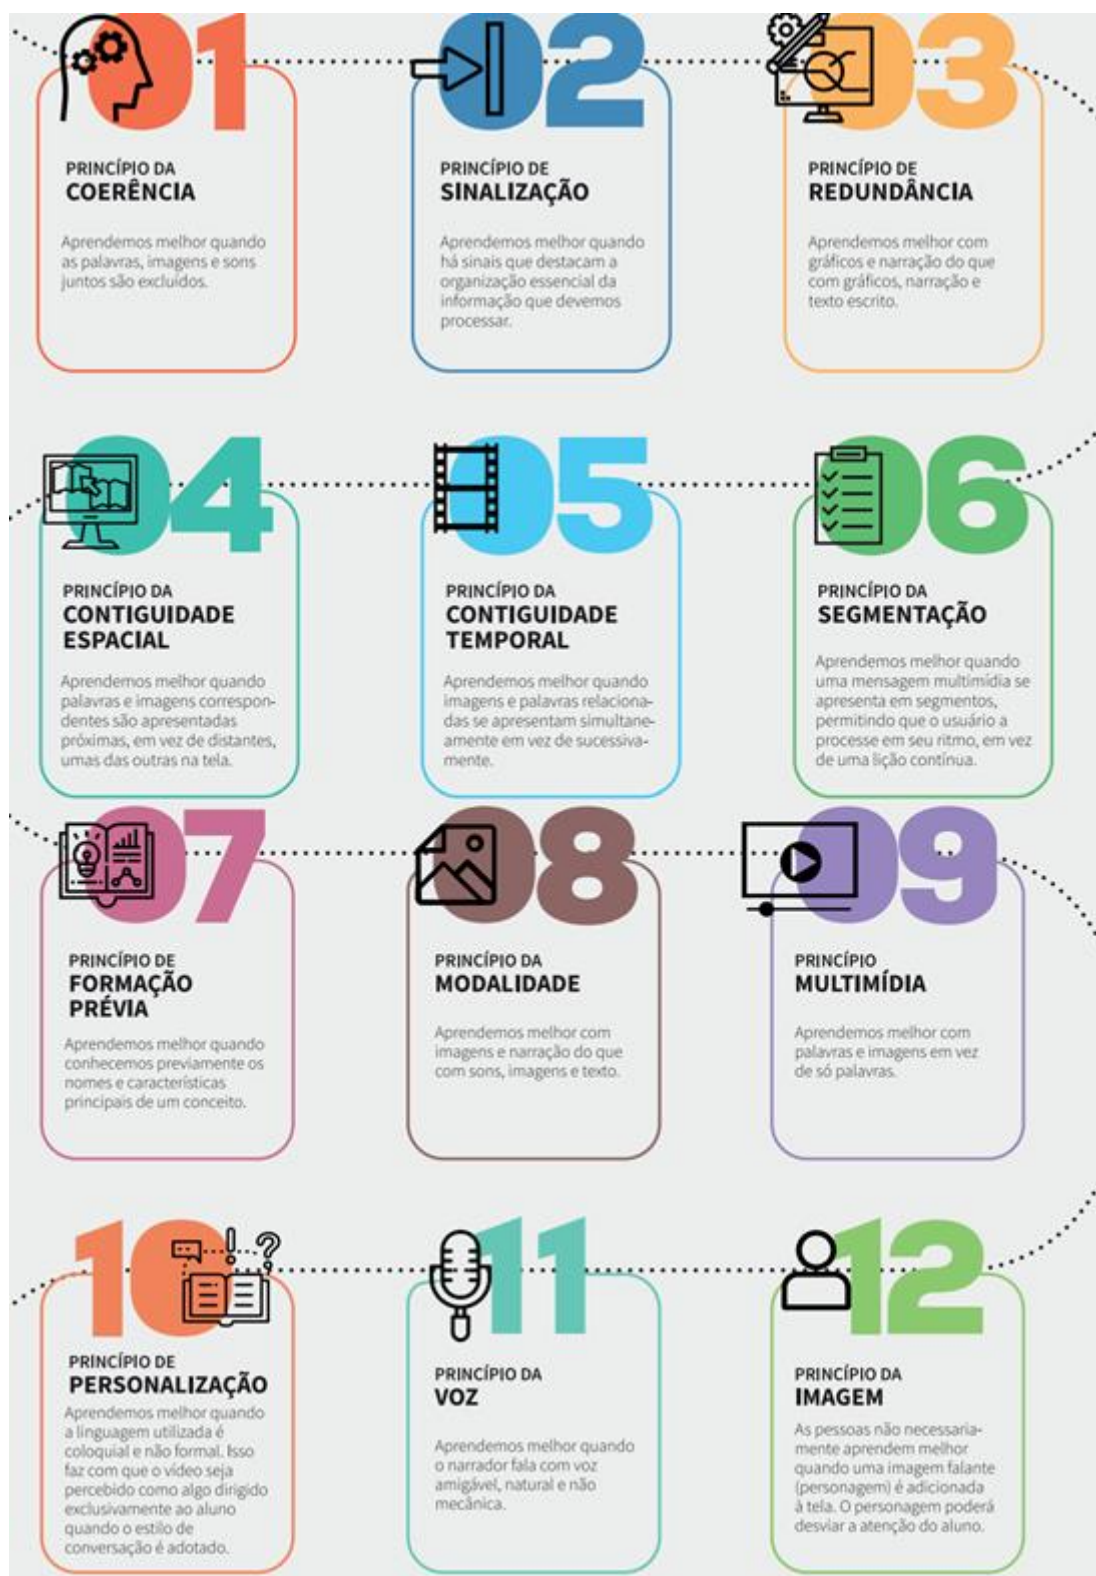 01
PRINCÍPIO DA
COERÊNCIA
Aprendemos melhor quando
as palavras, imagens e sons
juntos são excluídos.
02
PRINCÍPIO DE
SINALIZAÇÃO
Aprendemos melhor quando
há sinais que destacam a
organização essencial da
informação que devemos
processar.
03
PRINCÍPIO DE
REDUNDÂNCIA
Aprendemos melhor com
gráficos e narração do que
com gráficos, narração e
texto escrito.
04
PRINCÍPIO DA
CONTIGUIDADE
ESPACIAL
Aprendemos melhor quando
palavras e imagens correspon-
dentes são apresentadas
próximas, em vez de distantes,
umas das outras na tela.
05
PRINCÍPIO DA
CONTIGUIDADE
TEMPORAL
Aprendemos melhor quando
imagens e palavras relaciona-
das se apresentam simultane-
amente em vez de sucessiva-
mente.
06
PRINCÍPIO DA
SEGMENTAÇÃO
Aprendemos melhor quando
uma mensagem multimídia se
apresenta em segmentos,
permitindo que o usuário a
processe em seu ritmo, em vez
de uma lição contínua.
07
PRINCÍPIO DE
FORMAÇÃO
PRÉVIA
Aprendemos melhor quando
conhecemos previamente os
nomes e características
principais de um conceito.
08
PRINCÍPIO DA
MODALIDADE
Aprendemos melhor com
imagens e narração do que
com sons, imagens e texto.
09
PRINCÍPIO
MULTIMÍDIA
Aprendemos melhor com
palavras e imagens em vez
de só palavras.
10
PRINCÍPIO DE
PERSONALIZAÇÃO
Aprendemos melhor quando
a linguagem utilizada é
coloquial e não formal. Isso
faz com que o vídeo seja
percebido como algo dirigido
exclusivamente ao aluno
quando o estilo de
conversação é adotado.
11
PRINCÍPIO DA
VOZ
Aprendemos melhor quando
o narrador fala com voz
amigável, natural e não
mecânica.
12
PRINCÍPIO DA
IMAGEM
As pessoas não necessaria-
mente aprendem melhor
quando uma imagem falante
(personagem) é adicionada
à tela. O personagem poderá
desviar a atenção do aluno.